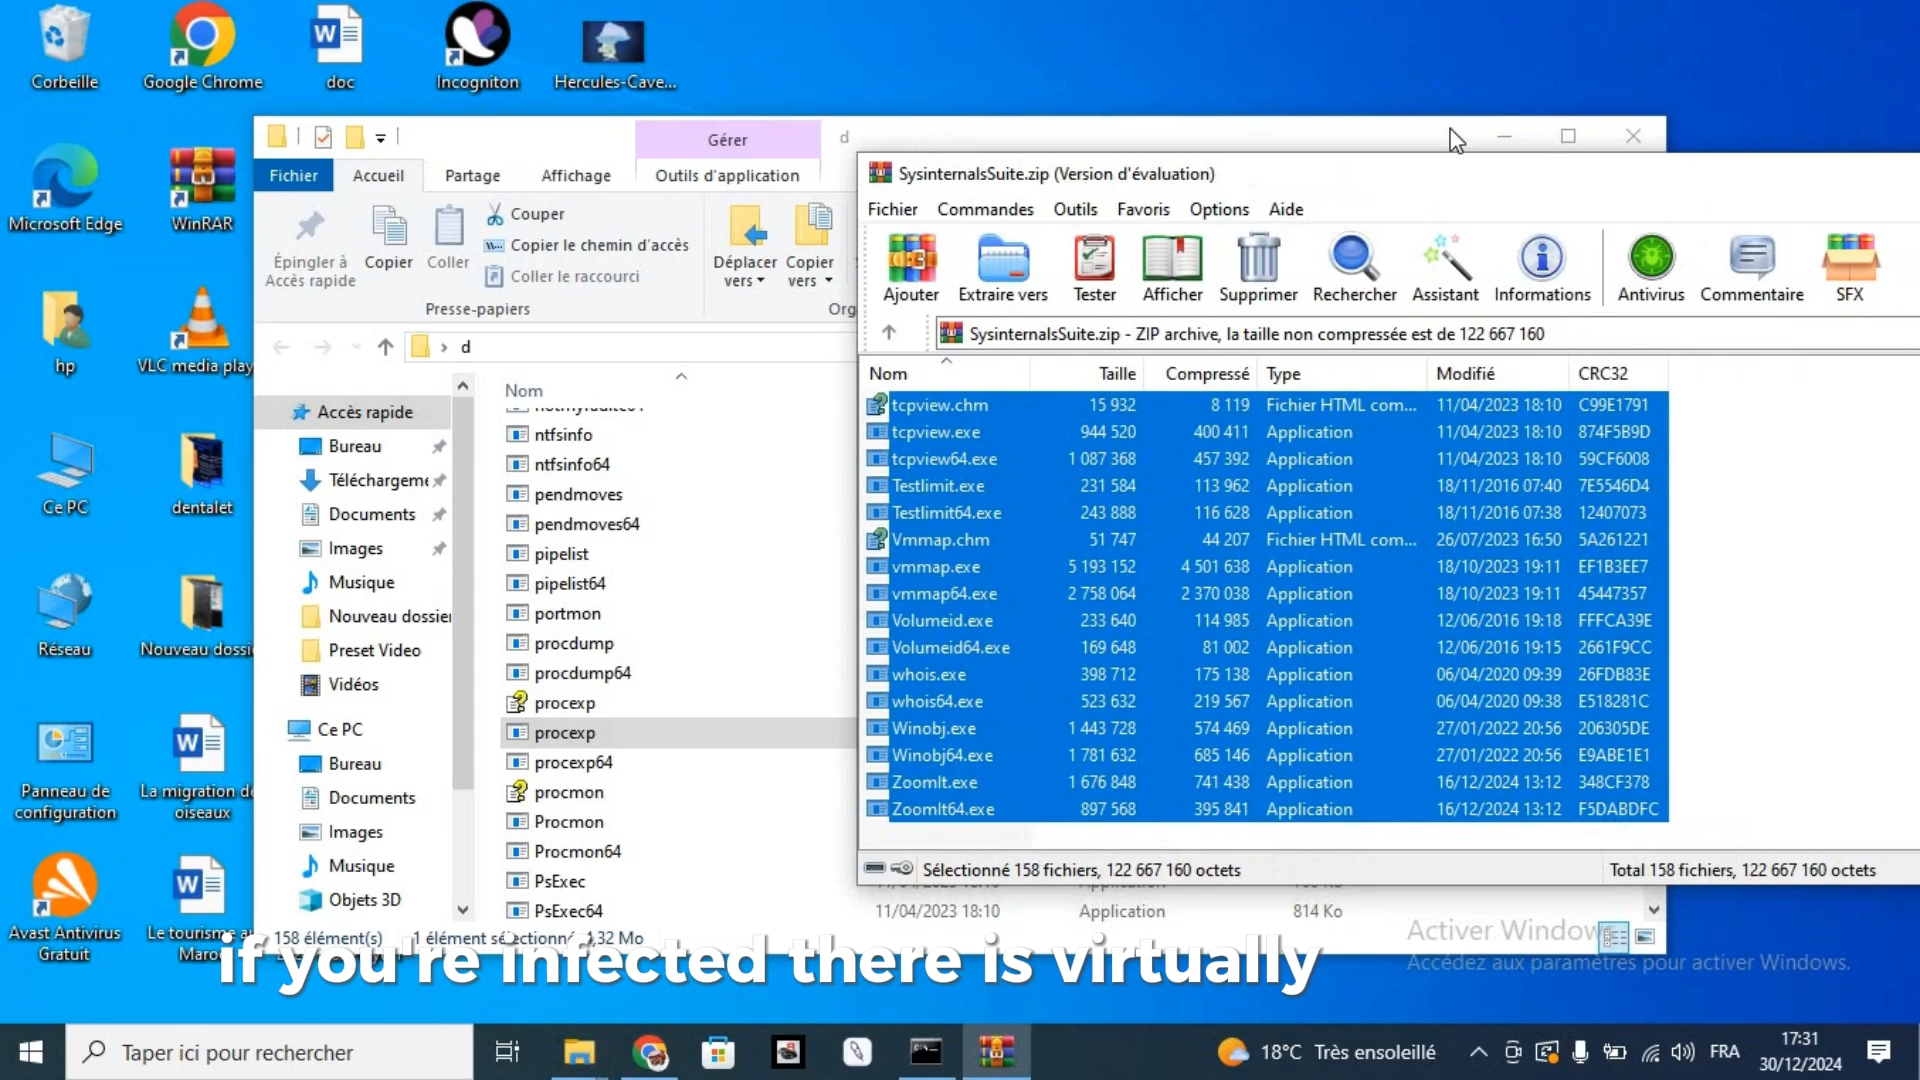 Corbeille
Google Chrome
doc
Incogniton
Hercules-Cave...
Microsoft Edge
WinRAR
hp
VLC media play
Ce PC
dentalet
Réseau
Nouveau dossi
Panneau de configuration
La migration d
oiseaux
Avast Antivirus Gratuit
Le tourisme a
Maro
Gérer
d
Fichier
Accueil
Partage
Affichage
Outils d'application
Épingler à Accès rapide
Copier
Coller
Couper
Copier le chemin d'accès
Coller le raccourci
Déplacer vers
Copier vers
Presse-papiers
Org
d
Accès rapide
Bureau
Téléchargeme
Documents
Images
Musique
Nouveau dossier
Preset Video
Vidéos
Ce PC
Bureau
Documents
Images
Musique
Objets 3D
Nom
ntfsinfo
ntfsinfo64
pendmoves
pendmoves64
pipelist
pipelist64
portmon
procdump
procdump64
procexp
procexp
procexp64
procmon
Procmon
Procmon64
PsExec
PsExec64
11/04/2023 18:10 Application 814 Ko
158 élément(s)
1 élément sélectionné 4,32 Mo
SysinternalsSuite.zip (Version d'évaluation)
Fichier Commandes Outils Favoris Options Aide
Ajouter Extraire vers Tester Afficher Supprimer Rechercher Assistant Informations Antivirus Commentaire SFX
SysinternalsSuite.zip - ZIP archive, la taille non compressée est de 122 667 160
Nom Taille Compressé Type Modifié CRC32
tcpview.chm 15 932 8 119 Fichier HTML com... 11/04/2023 18:10 C99E1791
tcpview.exe 944 520 400 411 Application 11/04/2023 18:10 874F5B9D
tcpview64.exe 1 087 368 457 392 Application 11/04/2023 18:10 59CF6008
Testlimit.exe 231 584 113 962 Application 18/11/2016 07:40 7E5546D4
Testlimit64.exe 243 888 116 628 Application 18/11/2016 07:38 12407073
Vmmap.chm 51 747 44 207 Fichier HTML com... 26/07/2023 16:50 5A261221
vmmap.exe 5 193 152 4 501 638 Application 18/10/2023 19:11 EF1B3EE7
vmmap64.exe 2 758 064 2 370 038 Application 18/10/2023 19:11 45447357
Volumeid.exe 233 640 114 985 Application 12/06/2016 19:18 FFFCA39E
Volumeid64.exe 169 648 81 002 Application 12/06/2016 19:15 2661F9CC
whois.exe 398 712 175 138 Application 06/04/2020 09:39 26FDB83E
whois64.exe 523 632 219 567 Application 06/04/2020 09:38 E518281C
Winobj.exe 1 443 728 574 469 Application 27/01/2022 20:56 206305DE
Winobj64.exe 1 781 632 685 146 Application 27/01/2022 20:56 E9ABE1E1
ZoomIt.exe 1 676 848 741 438 Application 16/12/2024 13:12 348CF378
ZoomIt64.exe 897 568 395 841 Application 16/12/2024 13:12 F5DABDFC
Sélectionné 158 fichiers, 122 667 160 octets
Total 158 fichiers, 122 667 160 octets
Activer Windows
Accédez aux paramètres pour activer Windows.
if you're infected there is virtually
Taper ici pour rechercher
18°C Très ensoleillé
FRA
17:31
30/12/2024